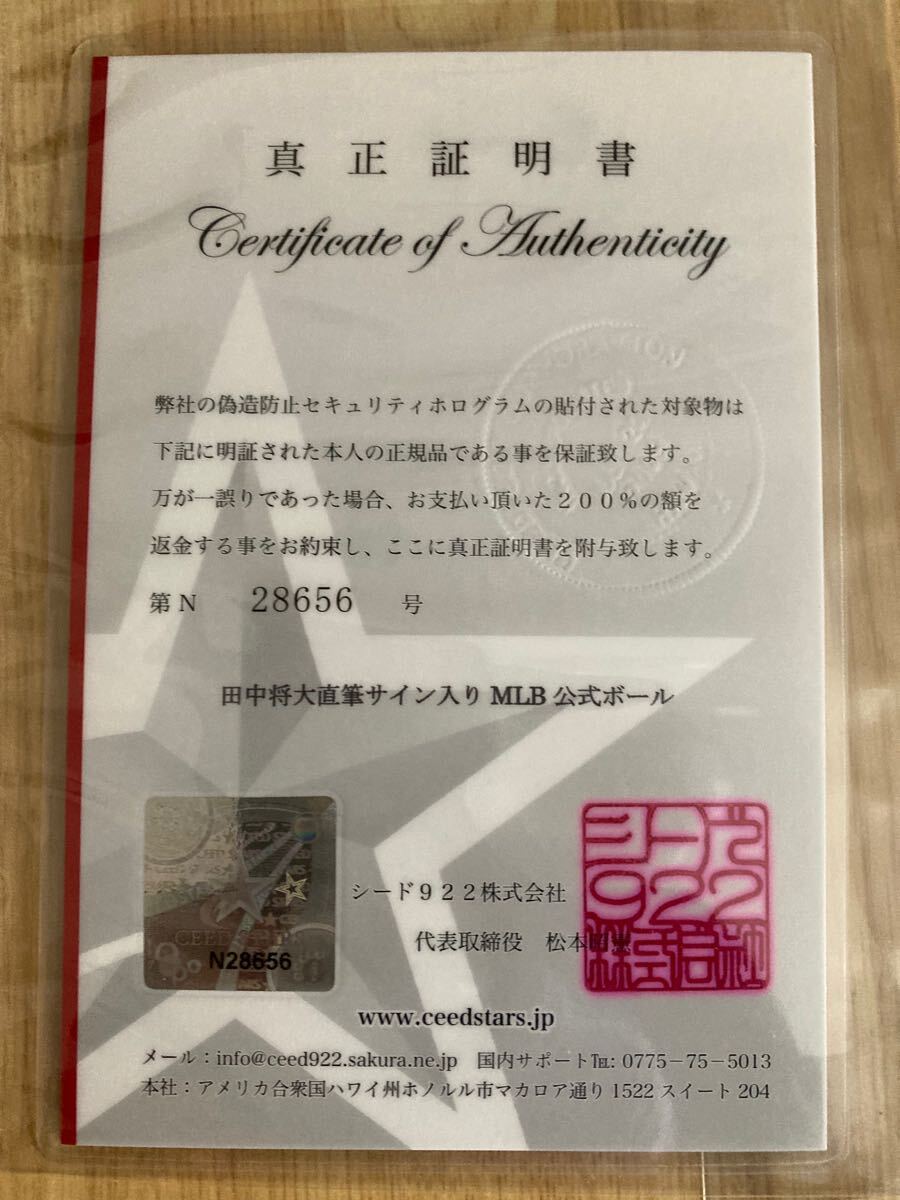 真正証明書
Certificate of Authenticity
弊社の偽造防止セキュリティホログラムの貼付された対象物は
下記に明証された本人の正規品である事を保証致します。
万が一誤りであった場合、お支払い頂いた２００％の額を
返金する事をお約束し、ここに真正証明書を附与致します。
第N 28656 号
田中将大直筆サイン入り MLB 公式ボール
シード９２２株式会社
代表取締役 松本
シード
922
株式会社
N28656
www.ceedstars.jp
メール：info@ceed922.sakura.ne.jp 国内サポート℡: 0775－75－5013
本社：アメリカ合衆国ハワイ州ホノルル市マカロア通り1522 スイート 204